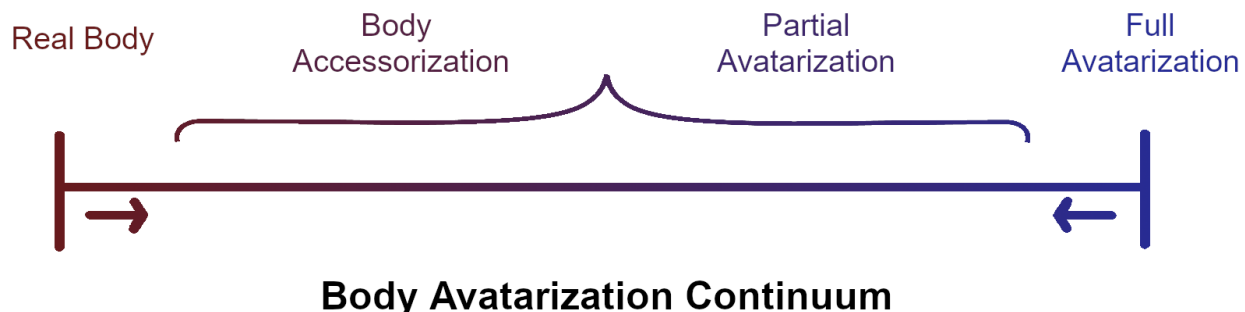 Real Body
Body
Accessorization
Partial
Avatarization
Full
Avatarization
Body Avatarization Continuum